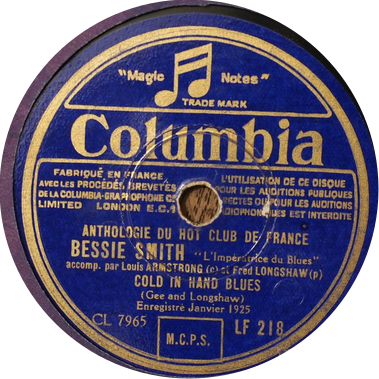 "Magic Notes"
TRADE MARK
Columbia
FABRIQUÉ EN FRANCE
AVEC LES PROCÉDÉS BREVETÉS
DE LA COLUMBIA-GRAPHOPHONE C
LIMITED LONDON E.C.1
L'UTILISATION DE CE DISQUE
POUR LES AUDITIONS PUBLIQUES
DIRECTES OU POUR LES AUDITIONS
RADIOPHONIQUES EST INTERDITE
ANTHOLOGIE DU HOT CLUB DE FRANCE
BESSIE SMITH "L'Impératrice du Blues"
accomp. par Louis ARMSTRONG (c) et Fred LONGSHAW (p)
COLD IN HAND BLUES
(Gee and Longshaw)
Enregistré Janvier 1925
CL 7965
LF 218
M.C.P.S.